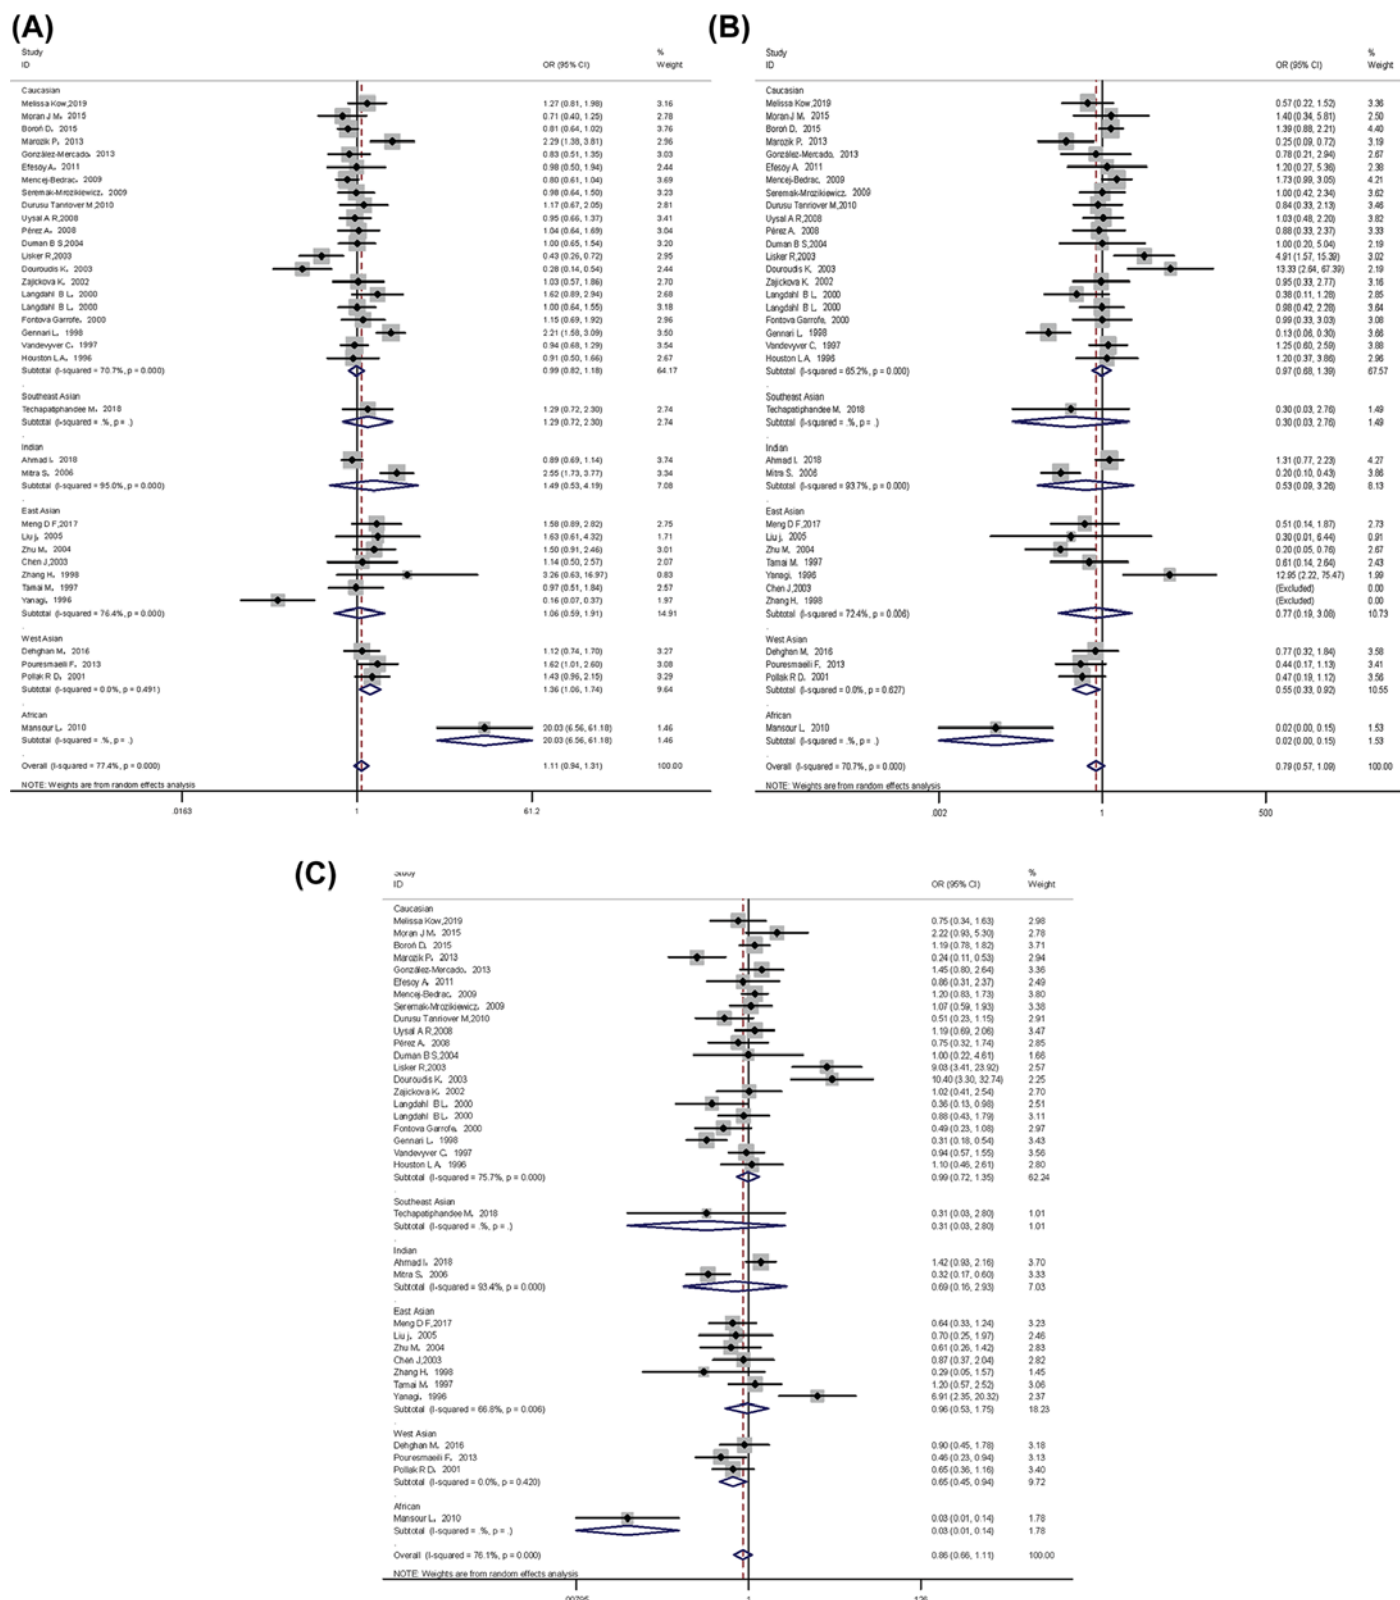 (A)
Study %
ID OR (95% CI) Weight
Caucasian
Melissa Kow,2019 1.27 (0.81, 1.98) 3.16
Moran J M. 2015 0.71 (0.40, 1.25) 2.78
Boroń D. 2015 0.81 (0.64, 1.02) 3.76
Marozik P. 2013 2.29 (1.38, 3.81) 2.96
González-Mercado. 2013 0.83 (0.51, 1.35) 3.03
Efesoy A. 2011 0.98 (0.50, 1.94) 2.44
Mencej-Bedrac. 2009 0.80 (0.61, 1.04) 3.69
Seremak-Mrozikiewicz. 2009 0.98 (0.64, 1.50) 3.23
Durusu Tanriover M,2010 1.17 (0.67, 2.05) 2.81
Uysal A R,2008 0.95 (0.66, 1.37) 3.41
Pérez A. 2008 1.04 (0.64, 1.69) 3.04
Duman B S,2004 1.00 (0.65, 1.54) 3.20
Lisker R,2003 0.43 (0.26, 0.72) 2.95
Douroudis K. 2003 0.28 (0.14, 0.54) 2.44
Zajickova K. 2002 1.03 (0.57, 1.86) 2.70
Langdahl B L. 2000 1.62 (0.89, 2.94) 2.68
Langdahl B L. 2000 1.00 (0.64, 1.55) 3.18
Fontova Garrofe. 2000 1.15 (0.69, 1.92) 2.96
Gennari L. 1998 2.21 (1.58, 3.09) 3.50
Vandevyver C. 1997 0.94 (0.68, 1.29) 3.54
Houston L A. 1996 0.91 (0.50, 1.66) 2.67
Subtotal (I-squared = 70.7%, p = 0.000) 0.99 (0.82, 1.18) 64.17
.
Southeast Asian
Techapatiphandee M. 2018 1.29 (0.72, 2.30) 2.74
Subtotal (I-squared = .%, p = .) 1.29 (0.72, 2.30) 2.74
.
Indian
Ahmad I. 2018 0.89 (0.69, 1.14) 3.74
Mitra S. 2006 2.55 (1.73, 3.77) 3.34
Subtotal (I-squared = 95.0%, p = 0.000) 1.49 (0.53, 4.19) 7.08
.
East Asian
Meng D F,2017 1.58 (0.89, 2.82) 2.75
Liu j. 2005 1.63 (0.61, 4.32) 1.71
Zhu M. 2004 1.50 (0.91, 2.46) 3.01
Chen J,2003 1.14 (0.50, 2.57) 2.07
Zhang H. 1998 3.26 (0.63, 16.97) 0.83
Tamai M. 1997 0.97 (0.51, 1.84) 2.57
Yanagi. 1996 0.16 (0.07, 0.37) 1.97
Subtotal (I-squared = 76.4%, p = 0.000) 1.06 (0.59, 1.91) 14.91
.
West Asian
Dehghan M. 2016 1.12 (0.74, 1.70) 3.27
Pouresmaeili F. 2013 1.62 (1.01, 2.60) 3.08
Pollak R D. 2001 1.43 (0.96, 2.15) 3.29
Subtotal (I-squared = 0.0%, p = 0.491) 1.36 (1.06, 1.74) 9.64
.
African
Mansour L. 2010 20.03 (6.56, 61.18) 1.46
Subtotal (I-squared = .%, p = .) 20.03 (6.56, 61.18) 1.46
.
Overall (I-squared = 77.4%, p = 0.000) 1.11 (0.94, 1.31) 100.00
NOTE: Weights are from random effects analysis
.0163 1 61.2
(B)
Study %
ID OR (95% CI) Weight
Caucasian
Melissa Kow,2019 0.57 (0.22, 1.52) 3.36
Moran J M. 2015 1.40 (0.34, 5.81) 2.50
Boroń D. 2015 1.39 (0.88, 2.21) 4.40
Marozik P. 2013 0.25 (0.09, 0.72) 3.19
González-Mercado. 2013 0.78 (0.21, 2.94) 2.67
Efesoy A. 2011 1.20 (0.27, 5.36) 2.38
Mencej-Bedrac. 2009 1.73 (0.99, 3.05) 4.21
Seremak-Mrozikiewicz. 2009 1.00 (0.42, 2.34) 3.62
Durusu Tanriover M,2010 0.84 (0.33, 2.13) 3.46
Uysal A R,2008 1.03 (0.48, 2.20) 3.82
Pérez A. 2008 0.88 (0.33, 2.37) 3.33
Duman B S,2004 1.00 (0.20, 5.04) 2.19
Lisker R,2003 4.91 (1.57, 15.39) 3.02
Douroudis K. 2003 13.33 (2.64, 67.39) 2.19
Zajickova K. 2002 0.95 (0.33, 2.77) 3.16
Langdahl B L. 2000 0.38 (0.11, 1.28) 2.85
Langdahl B L. 2000 0.98 (0.42, 2.28) 3.64
Fontova Garrofe. 2000 0.99 (0.33, 3.03) 3.08
Gennari L. 1998 0.13 (0.06, 0.30) 3.66
Vandevyver C. 1997 1.25 (0.60, 2.59) 3.88
Houston L A. 1996 1.20 (0.37, 3.86) 2.96
Subtotal (I-squared = 65.2%, p = 0.000) 0.97 (0.68, 1.39) 67.57
.
Southeast Asian
Techapatiphandee M. 2018 0.30 (0.03, 2.76) 1.49
Subtotal (I-squared = .%, p = .) 0.30 (0.03, 2.76) 1.49
.
Indian
Ahmad I. 2018 1.31 (0.77, 2.23) 4.27
Mitra S. 2006 0.20 (0.10, 0.43) 3.86
Subtotal (I-squared = 93.7%, p = 0.000) 0.53 (0.09, 3.26) 8.13
.
East Asian
Meng D F,2017 0.51 (0.14, 1.87) 2.73
Liu j. 2005 0.30 (0.01, 6.44) 0.91
Zhu M. 2004 0.20 (0.05, 0.76) 2.67
Tamai M. 1997 0.61 (0.14, 2.64) 2.43
Yanagi. 1996 12.95 (2.22, 75.47) 1.99
Chen J,2003 (Excluded) 0.00
Zhang H. 1998 (Excluded) 0.00
Subtotal (I-squared = 72.4%, p = 0.006) 0.77 (0.19, 3.08) 10.73
.
West Asian
Dehghan M. 2016 0.77 (0.32, 1.84) 3.58
Pouresmaeili F. 2013 0.44 (0.17, 1.13) 3.41
Pollak R D. 2001 0.47 (0.19, 1.12) 3.56
Subtotal (I-squared = 0.0%, p = 0.627) 0.55 (0.33, 0.92) 10.55
.
African
Mansour L. 2010 0.02 (0.00, 0.15) 1.53
Subtotal (I-squared = .%, p = .) 0.02 (0.00, 0.15) 1.53
.
Overall (I-squared = 70.7%, p = 0.000) 0.79 (0.57, 1.09) 100.00
NOTE: Weights are from random effects analysis
.002 1 500
(C)
Study %
ID OR (95% CI) Weight
Caucasian
Melissa Kow,2019 0.75 (0.34, 1.63) 2.98
Moran J M. 2015 2.22 (0.93, 5.30) 2.78
Boroń D. 2015 1.19 (0.78, 1.82) 3.71
Marozik P. 2013 0.24 (0.11, 0.53) 2.94
González-Mercado. 2013 1.45 (0.80, 2.64) 3.36
Efesoy A. 2011 0.86 (0.31, 2.37) 2.49
Mencej-Bedrac. 2009 1.20 (0.83, 1.73) 3.80
Seremak-Mrozikiewicz. 2009 1.07 (0.59, 1.93) 3.38
Durusu Tanriover M,2010 0.51 (0.23, 1.15) 2.91
Uysal A R,2008 1.19 (0.69, 2.06) 3.47
Pérez A. 2008 0.75 (0.32, 1.74) 2.85
Duman B S,2004 1.00 (0.22, 4.61) 1.66
Lisker R,2003 9.03 (3.41, 23.92) 2.57
Douroudis K. 2003 10.40 (3.30, 32.74) 2.25
Zajickova K. 2002 1.02 (0.41, 2.54) 2.70
Langdahl B L. 2000 0.36 (0.13, 0.98) 2.51
Langdahl B L. 2000 0.88 (0.43, 1.79) 3.11
Fontova Garrofe. 2000 0.49 (0.23, 1.08) 2.97
Gennari L. 1998 0.31 (0.18, 0.54) 3.43
Vandevyver C. 1997 0.94 (0.57, 1.55) 3.56
Houston L A. 1996 1.10 (0.46, 2.61) 2.80
Subtotal (I-squared = 75.7%, p = 0.000) 0.99 (0.72, 1.35) 62.24
.
Southeast Asian
Techapatiphandee M. 2018 0.31 (0.03, 2.80) 1.01
Subtotal (I-squared = .%, p = .) 0.31 (0.03, 2.80) 1.01
.
Indian
Ahmad I. 2018 1.42 (0.93, 2.16) 3.70
Mitra S. 2006 0.32 (0.17, 0.60) 3.33
Subtotal (I-squared = 93.4%, p = 0.000) 0.69 (0.16, 2.93) 7.03
.
East Asian
Meng D F,2017 0.64 (0.33, 1.24) 3.23
Liu j. 2005 0.70 (0.25, 1.97) 2.46
Zhu M. 2004 0.61 (0.26, 1.42) 2.83
Chen J,2003 0.87 (0.37, 2.04) 2.82
Zhang H. 1998 0.29 (0.05, 1.57) 1.45
Tamai M. 1997 1.20 (0.57, 2.52) 3.06
Yanagi. 1996 6.91 (2.35, 20.32) 2.37
Subtotal (I-squared = 66.8%, p = 0.006) 0.96 (0.53, 1.75) 18.23
.
West Asian
Dehghan M. 2016 0.90 (0.45, 1.78) 3.18
Pouresmaeili F. 2013 0.46 (0.23, 0.94) 3.13
Pollak R D. 2001 0.65 (0.36, 1.16) 3.40
Subtotal (I-squared = 0.0%, p = 0.420) 0.65 (0.45, 0.94) 9.72
.
African
Mansour L. 2010 0.03 (0.01, 0.14) 1.78
Subtotal (I-squared = .%, p = .) 0.03 (0.01, 0.14) 1.78
.
Overall (I-squared = 76.1%, p = 0.000) 0.86 (0.66, 1.11) 100.00
NOTE: Weights are from random effects analysis
.00795 1 126